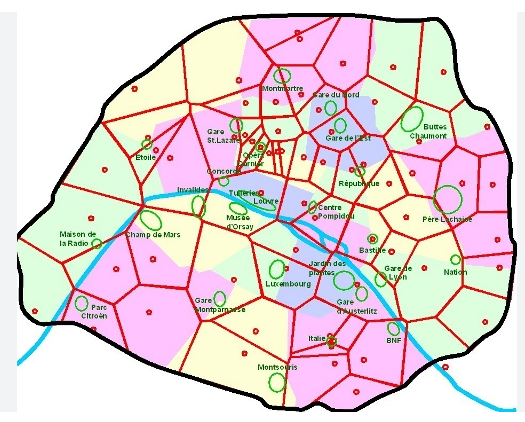 Montmartre
Gare du Nord
Gare
St.Lazare
Gare de l'Est
Buttes
Chaumont
Opéra
Garnier
Etoile
Concorde
République
Invalides
Tuileries
Louvre
Centre
Pompidou
Père Lachaise
Musée
d'Orsay
Maison de
la Radio
Champ de Mars
Bastille
Jardin des
plantes
Gare de
Lyon
Nation
Luxembourg
Parc
Citroën
Gare
Montparnasse
Gare
d'Austerlitz
Italie
BNF
Montsouris